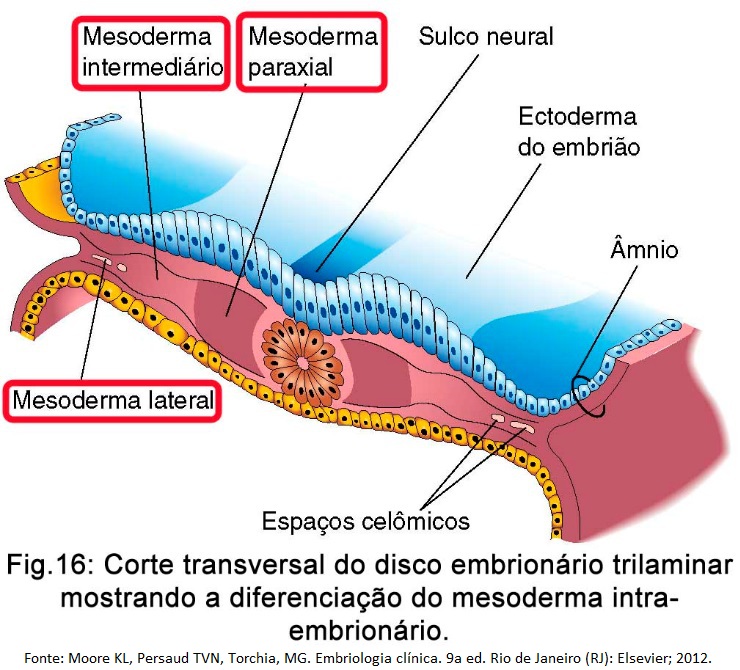 Mesoderma
intermediário
Mesoderma
paraxial
Sulco neural
Ectoderma
do embrião
Âmnio
Mesoderma lateral
Espaços celômicos
Fig.16: Corte transversal do disco embrionário trilaminar
mostrando a diferenciação do mesoderma intra-
embrionário.
Fonte: Moore KL, Persaud TVN, Torchia, MG. Embriologia clínica. 9a ed. Rio de Janeiro (RJ): Elsevier; 2012.